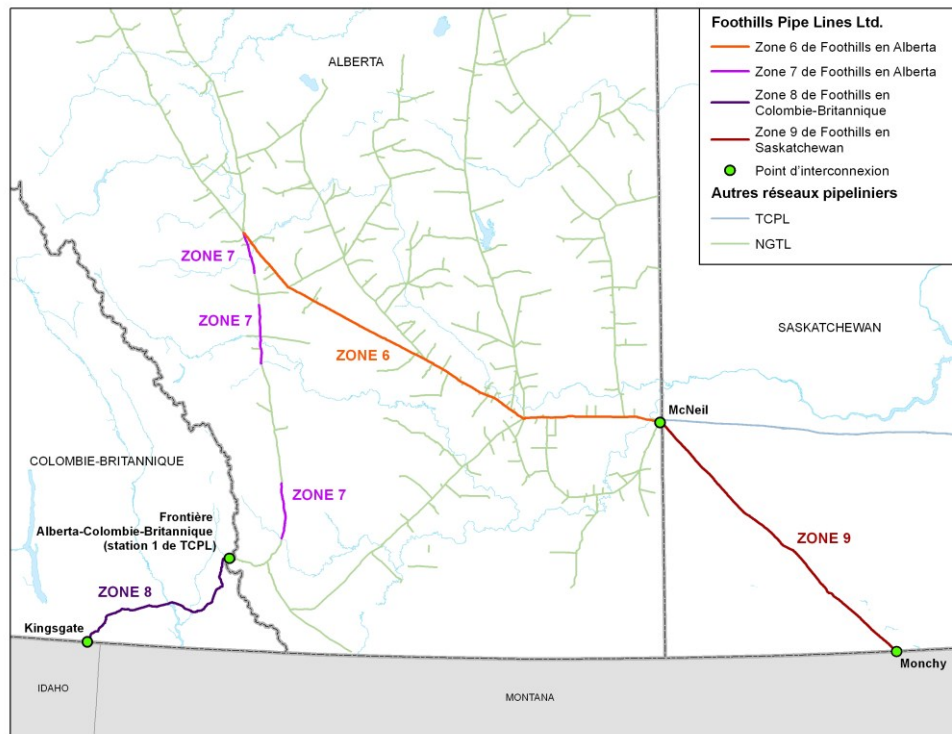 Foothills Pipe Lines Ltd.
Zone 6 de Foothills en Alberta
Zone 7 de Foothills en Alberta
Zone 8 de Foothills en
Colombie-Britannique
Zone 9 de Foothills en
Saskatchewan
Point d'interconnexion
Autres réseaux pipeliniers
TCPL
NGTL
ALBERTA
ZONE 7
ZONE 7
ZONE 6
SASKATCHEWAN
McNeil
COLOMBIE-BRITANNIQUE
ZONE 7
Frontière
Alberta-Colombie-Britannique
(station 1 de TCPL)
ZONE 9
ZONE 8
Kingsgate
Monchy
IDAHO
MONTANA